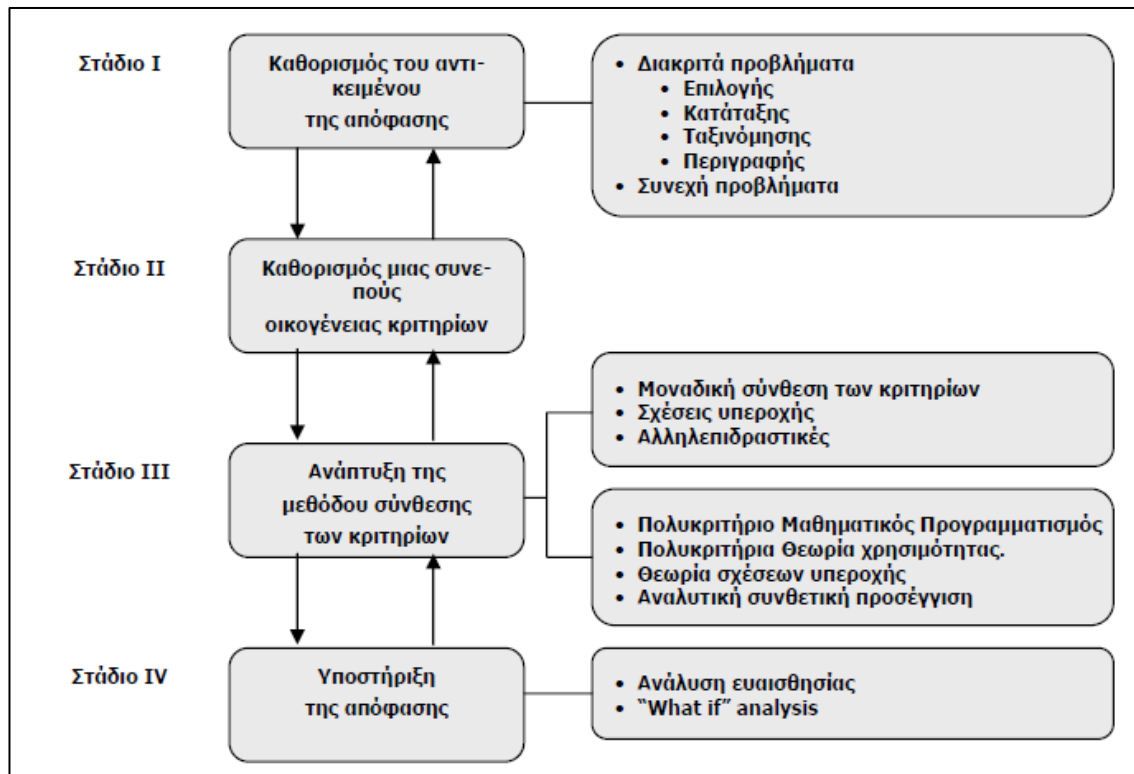 Στάδιο I
Καθορισμός του αντι-
κειμένου
της απόφασης
• Διακριτά προβλήματα
• Επιλογής
• Κατάταξης
• Ταξινόμησης
• Περιγραφής
• Συνεχή προβλήματα
Στάδιο II
Καθορισμός μιας συνε-
πούς
οικογένειας κριτηρίων
Στάδιο III
Ανάπτυξη της
μεθόδου σύνθεσης
των κριτηρίων
• Μοναδική σύνθεση των κριτηρίων
• Σχέσεις υπεροχής
• Αλληλεπιδραστικές
• Πολυκριτήριο Μαθηματικός Προγραμματισμός
• Πολυκριτήρια Θεωρία χρησιμότητας.
• Θεωρία σχέσεων υπεροχής
• Αναλυτική συνθετική προσέγγιση
Στάδιο IV
Υποστήριξη
της απόφασης
• Ανάλυση ευαισθησίας
• “What if” analysis